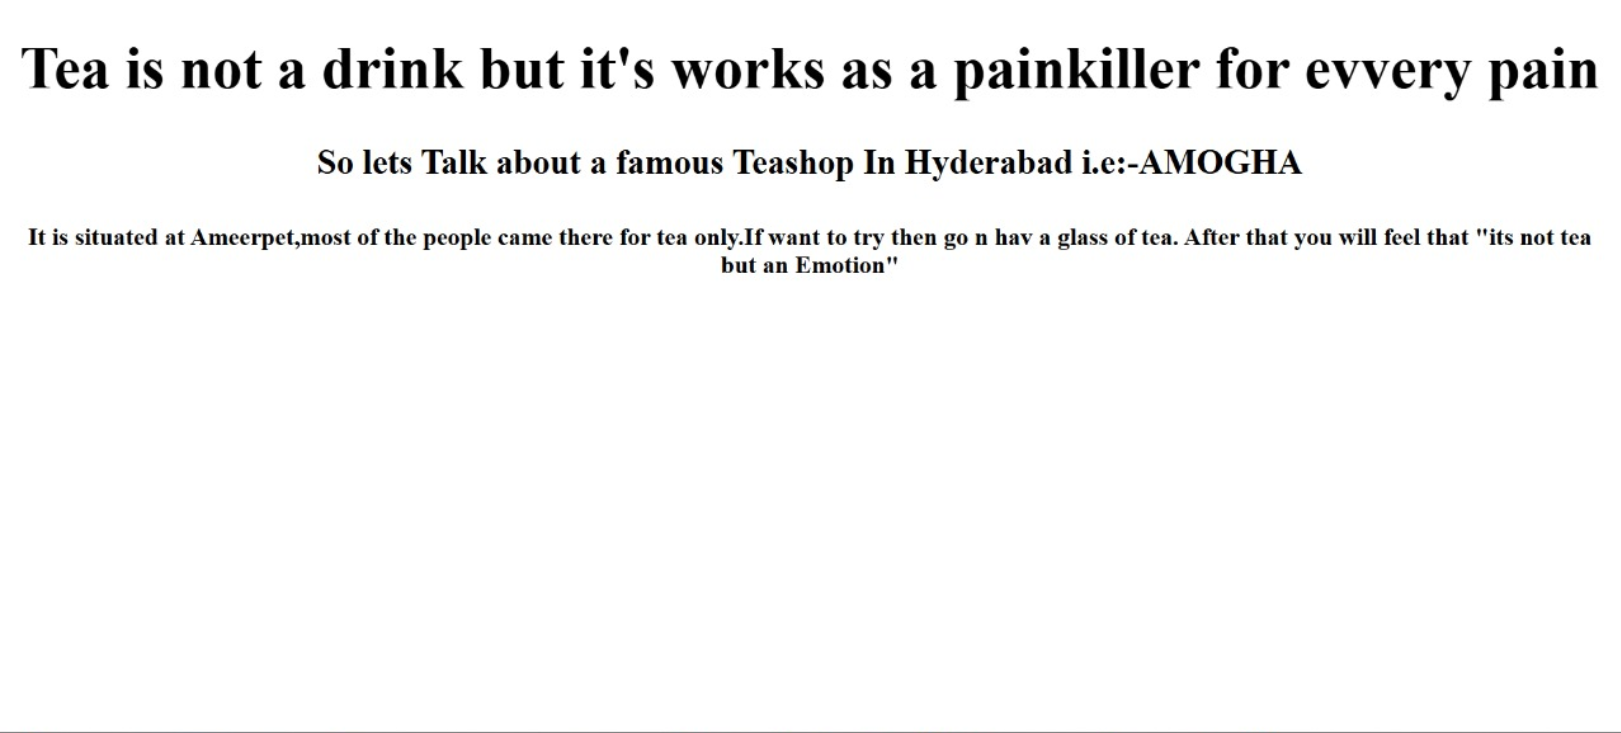 Tea is not a drink but it's works as a painkiller for evvery pain
So lets Talk about a famous Teashop In Hyderabad i.e:-AMOGHA
It is situated at Ameerpet,most of the people came there for tea only.If want to try then go n hav a glass of tea. After that you will feel that "its not tea
but an Emotion"